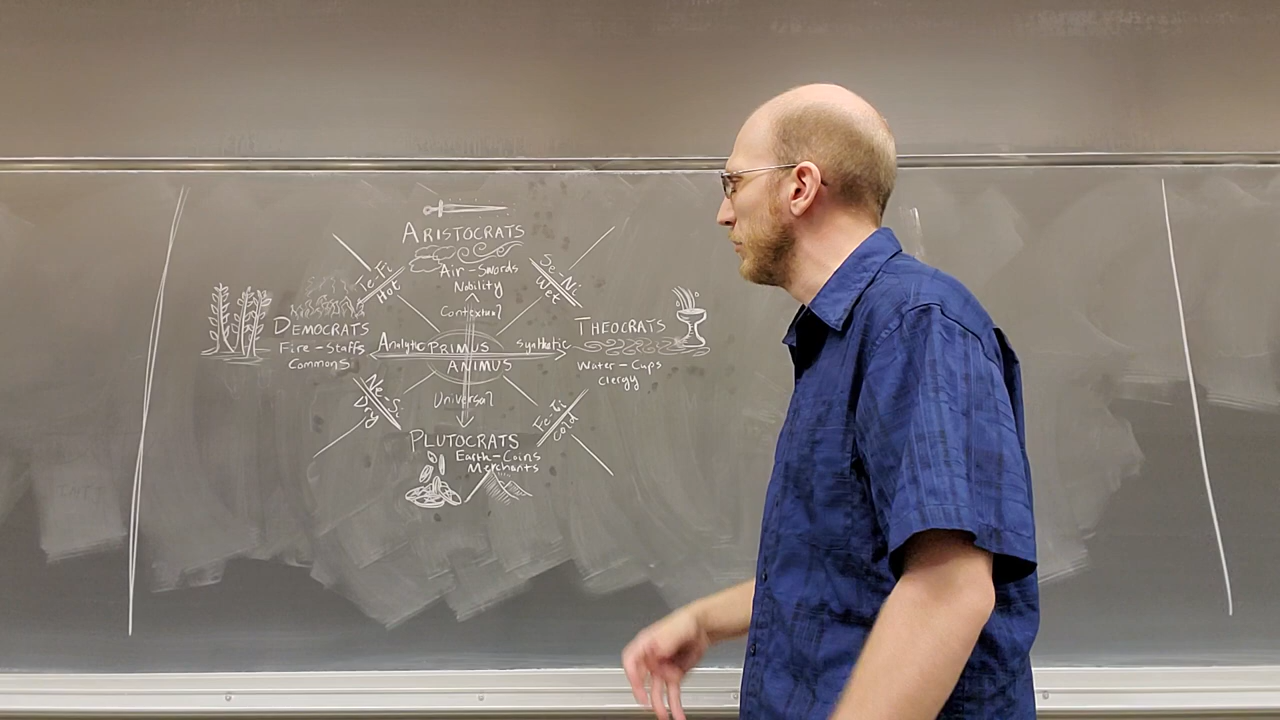 ARISTOCRATS
Air-Swords
Nobility
Te-Fi
Hot
Se-Ni
Wet
Contextual
DEMOCRATS
Fire-Staffs
Commons
Analytic
PRIMUS
ANIMUS
synthetic
THEOCRATS
Water-Cups
Clergy
Universal
Ne-Si
Dry
Fe-Ti
Cold
PLUTOCRATS
Earth-Coins
Merchants